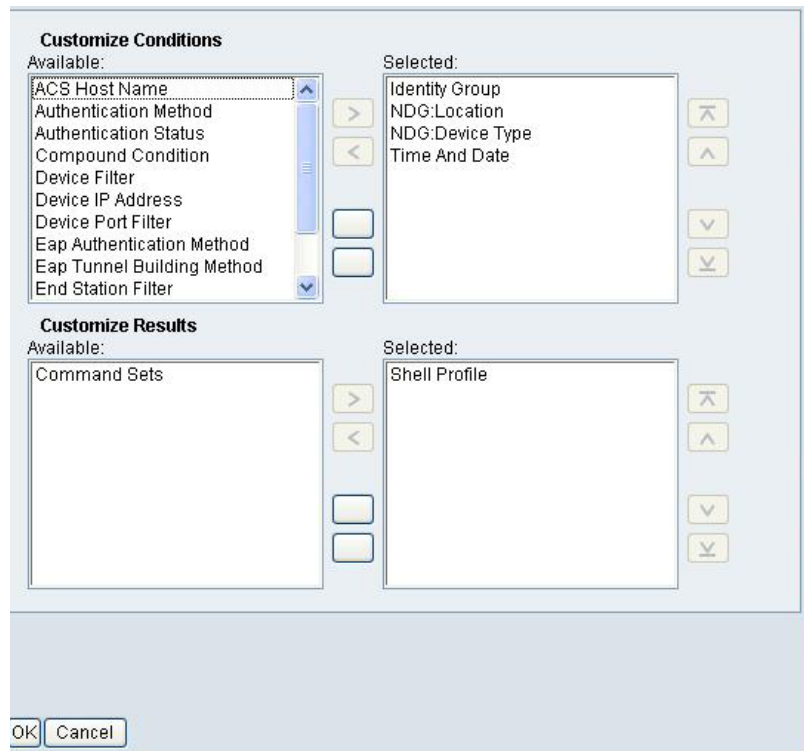 Customize Conditions
Available:
Selected:
ACS Host Name
Authentication Method
Authentication Status
Compound Condition
Device Filter
Device IP Address
Device Port Filter
Eap Authentication Method
Eap Tunnel Building Method
End Station Filter
>
<
Identity Group
NDG:Location
NDG:Device Type
Time And Date
Customize Results
Available:
Selected:
Command Sets
>
<
Shell Profile
OK
Cancel